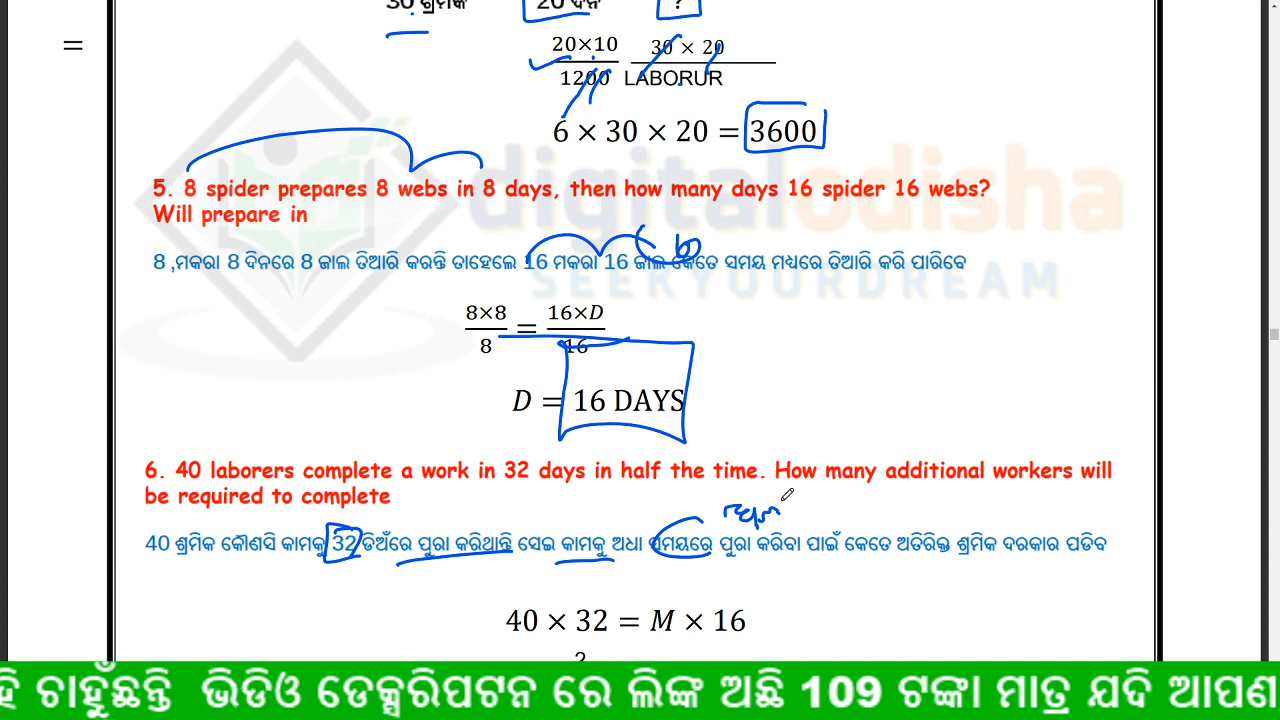 30 ଶ୍ରମିକ 20 ଦିନ ?
=
20×10 30 × 20
1200 LABORUR
6 × 30 × 20 = 3600
5. 8 spider prepares 8 webs in 8 days, then how many days 16 spider 16 webs?
Will prepare in
8 ,ମକରା 8 ଦିନରେ 8 ଜାଲ ତିଆରି କରନ୍ତି ତାହେଲେ 16 ମକରା 16 ଜାଲ କେତେ ସମୟ ମଧ୍ୟରେ ତିଆରି କରି ପାରିବେ
digitalodisha
SEEKYOURDREAM
8×8 = 16×D
8 16
D = 16 DAYS
6. 40 laborers complete a work in 32 days in half the time. How many additional workers will
be required to complete
40 ଶ୍ରମିକ କୌଣସି କାମକୁ 32 ଡିଅଁରେ ପୁରା କରିଥାନ୍ତି ସେଇ କାମକୁ ଅଧା ସମୟରେ ପୁରା କରିବା ପାଇଁ କେତେ ଅତିରିକ୍ତ ଶ୍ରମିକ ଦରକାର ପଡିବ
40 × 32 = M × 16
2
ହି ଚାହୁଁଛନ୍ତି ଭିଡିଓ ଡେକ୍ସରିପଟନ ରେ ଲିଙ୍କ ଅଛି 109 ଟଙ୍କା ମାତ୍ର ଯଦି ଆପଣ